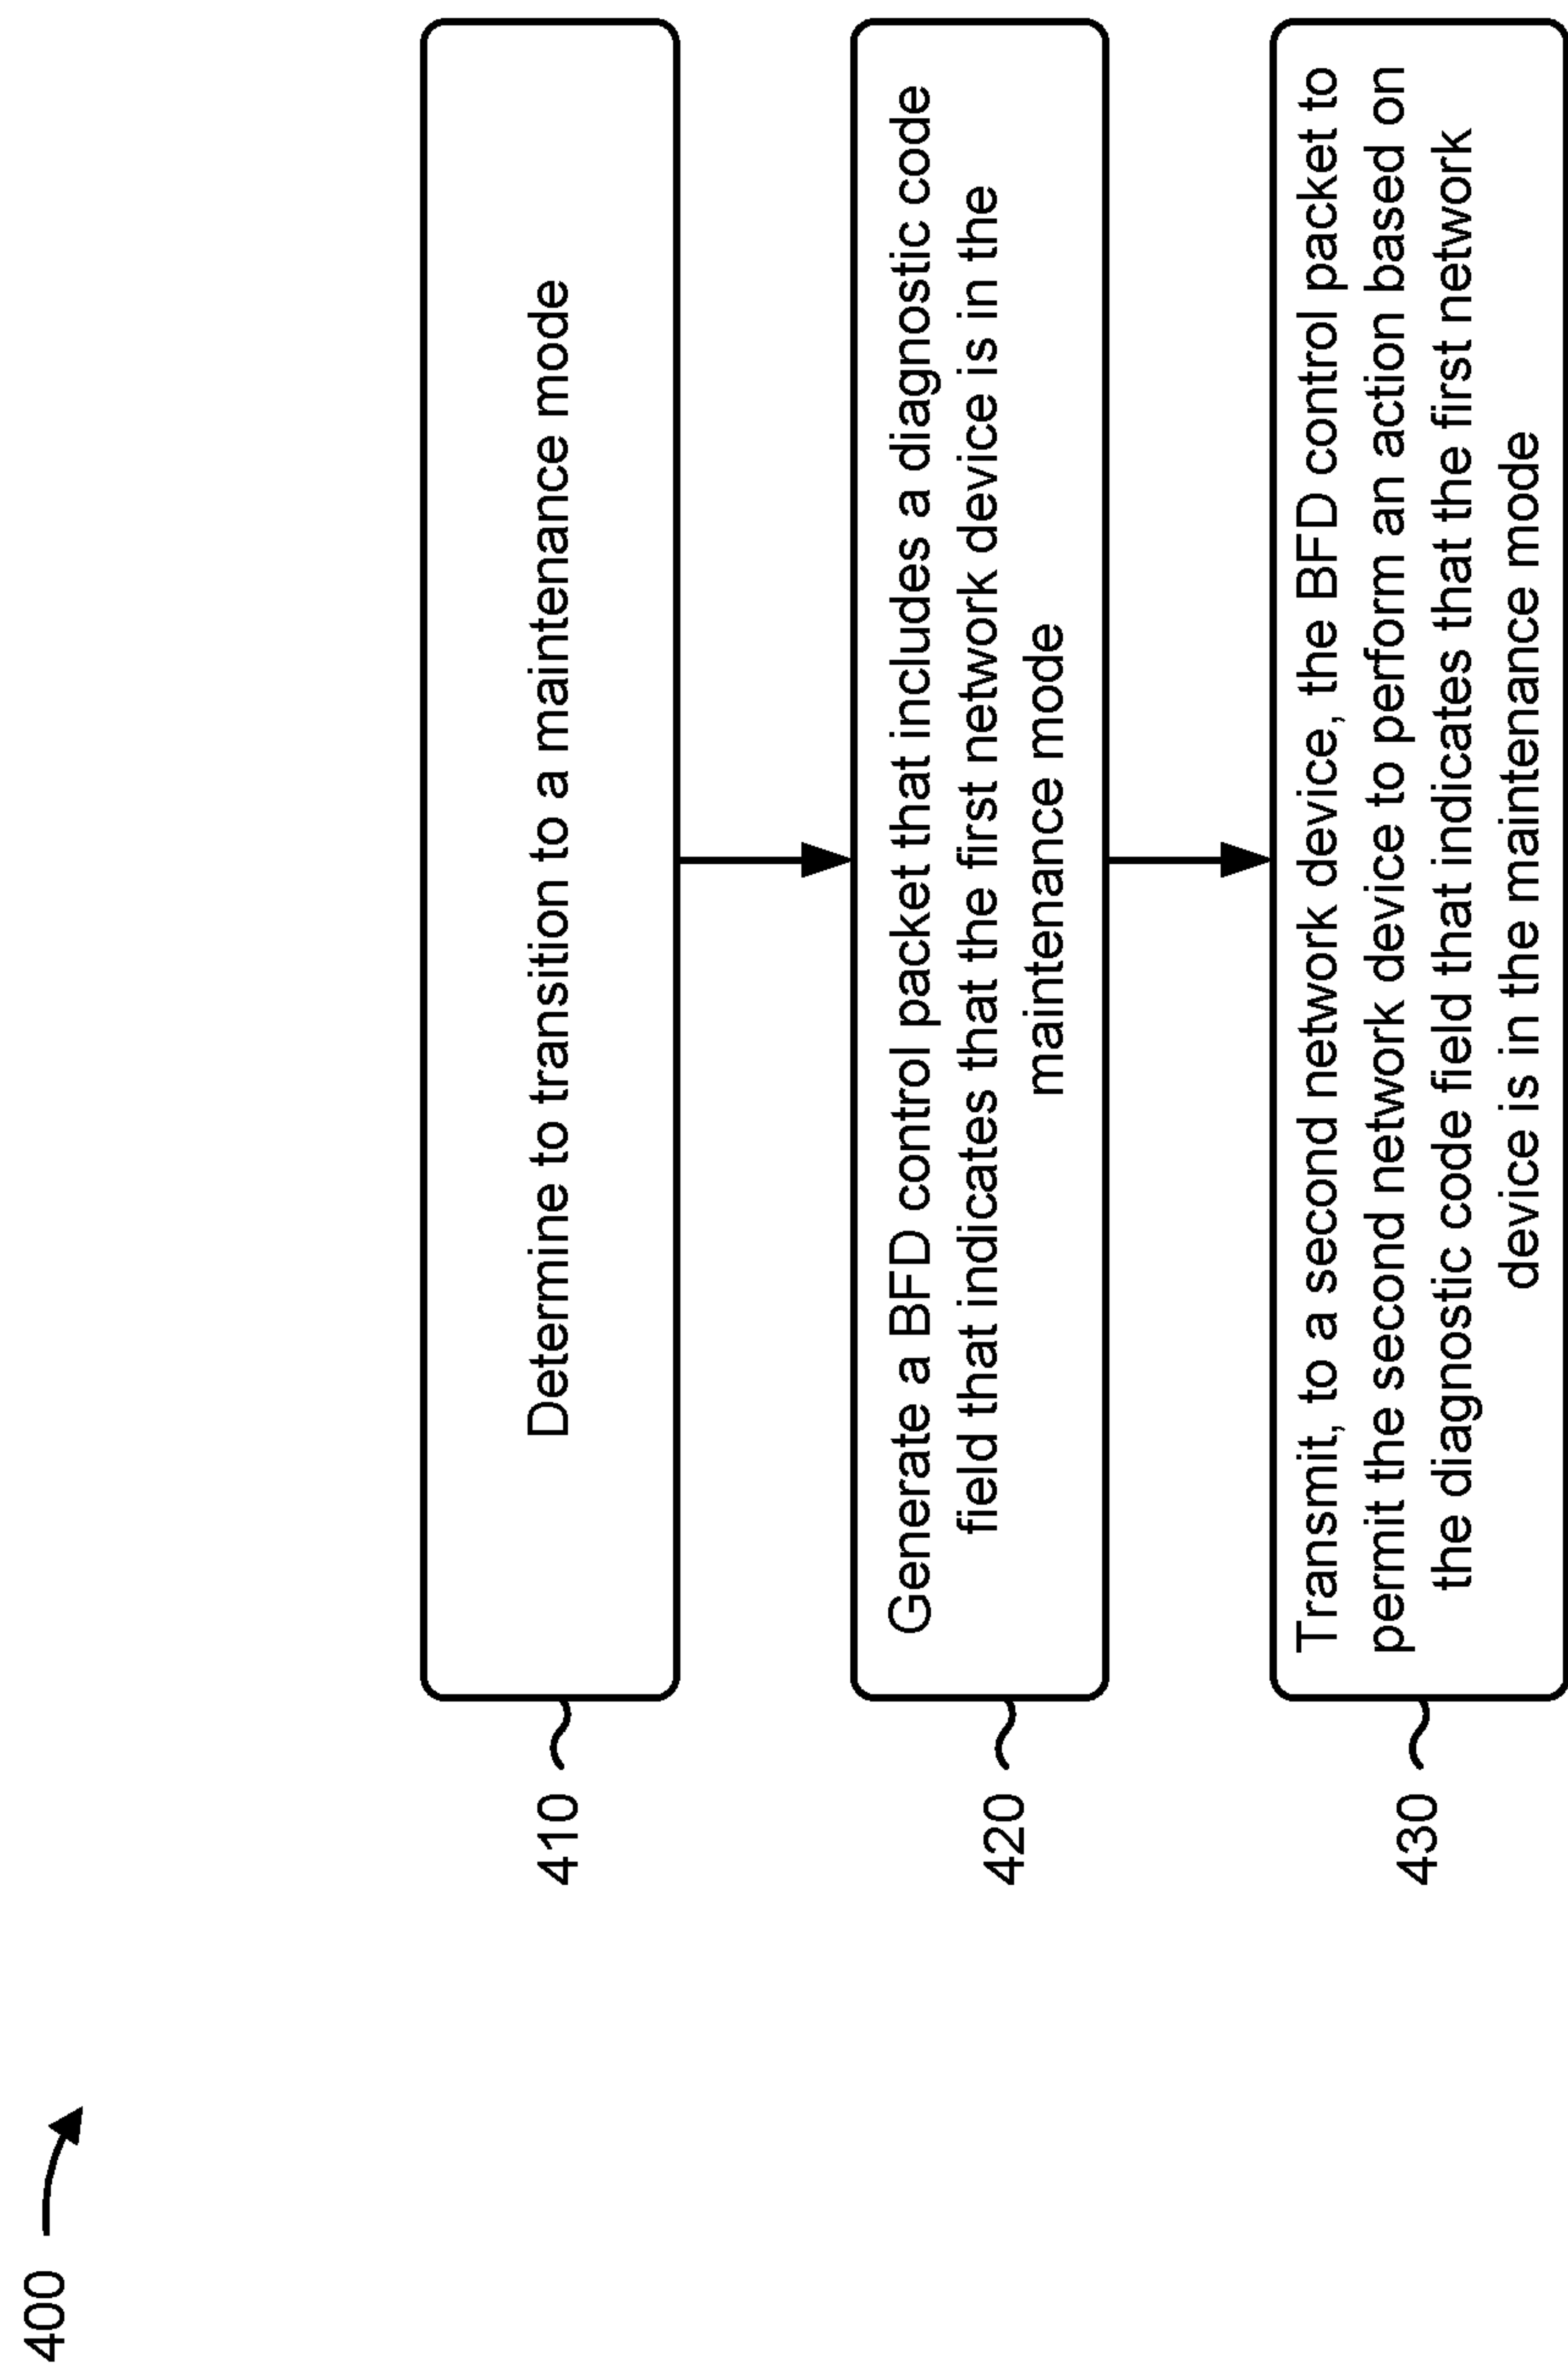 400
410
Determine to transition to a maintenance mode
420
Generate a BFD control packet that includes a diagnostic code
field that indicates that the first network device is in the
maintenance mode
430
Transmit, to a second network device, the BFD control packet to
permit the second network device to perform an action based on
the diagnostic code field that indicates that the first network
device is in the maintenance mode